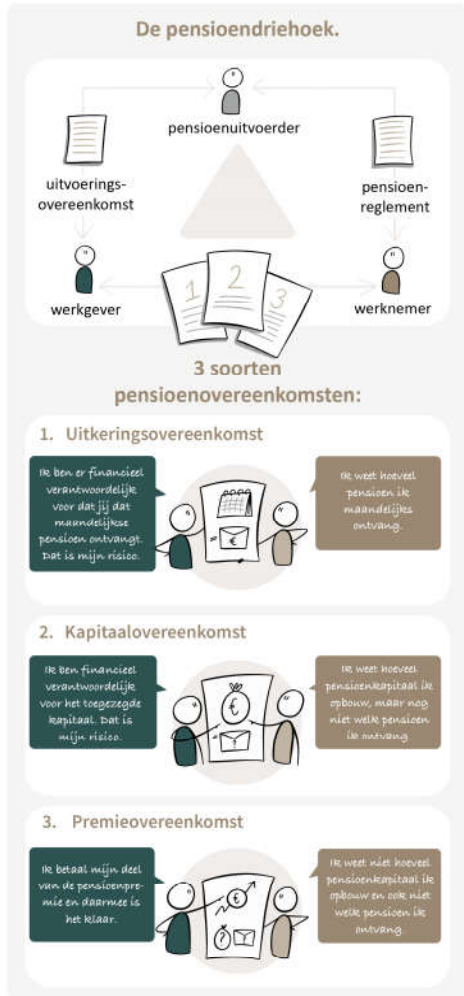 De pensioendriehoek.
pensioenuitvoerder
uitvoerings-
overeenkomst
pensioen-
reglement
werkgever
1
2
3
werknemer
3 soorten
pensioenovereenkomsten:
1. Uitkeringsovereenkomst
Ik ben er financieel
verantwoordelijk
voor dat jij dat
maandelijkse
pensioen ontvangt.
Dat is mijn risico.
= €
Ik weet hoeveel
pensioen ik
maandelijks
ontvang.
2. Kapitaalovereenkomst
Ik ben financieel
verantwoordelijk
voor het toegezegde
kapitaal. Dat is
mijn risico.
€
= ?
Ik weet hoeveel
pensioenkapitaal ik
opbouw, maar nog
niet welk pensioen
ik ontvang
3. Premieovereenkomst
Ik betaal mijn deel
van de pensioenpre-
mie en daarmee is
het klaar.
€
?
Ik weet niet hoeveel
pensioenkapitaal ik
opbouw en ook niet
welk pensioen ik
ontvang